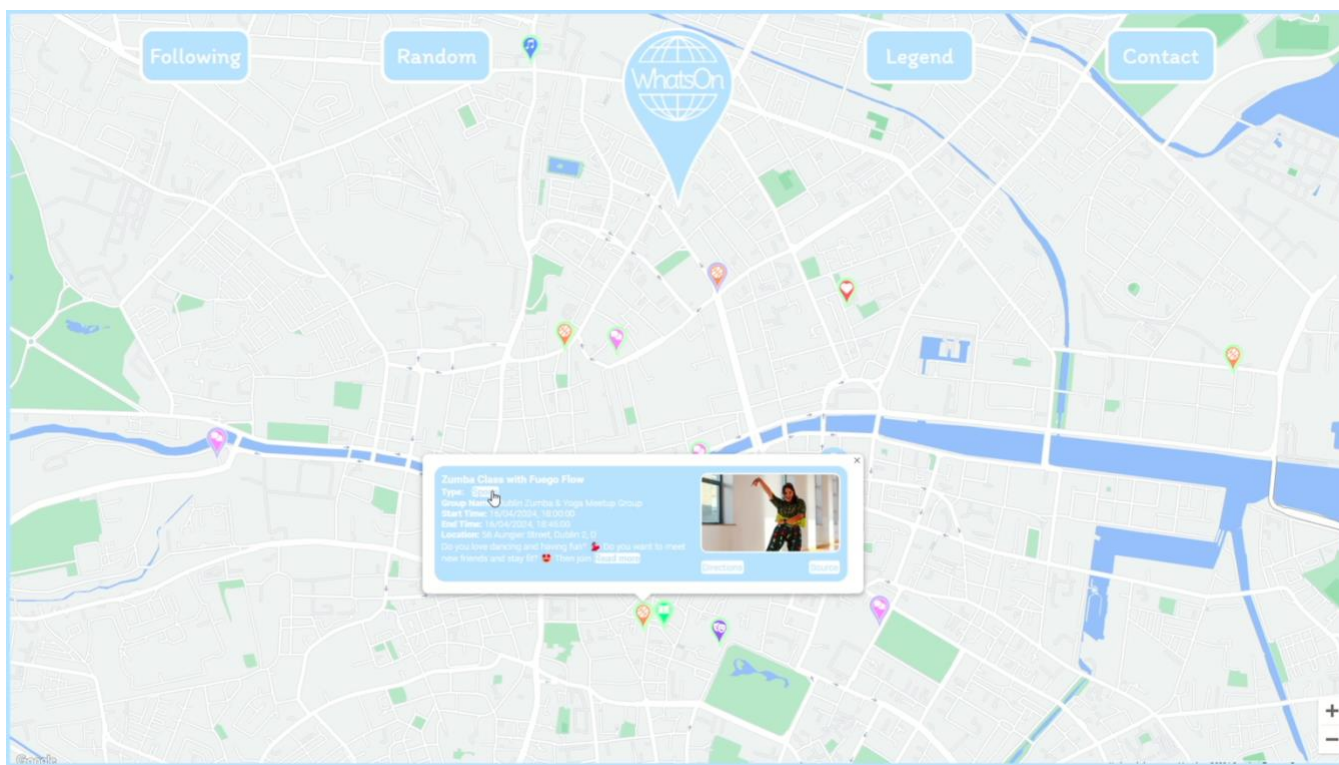 Following
Random
WhatsOn
Legend
Contact
Zumba Class with Fuego Flow
Type:
Group Name: Dublin Zumba & Yoga Meetup Group
Start Time: 16/04/2024, 18:00:00
End Time: 16/04/2024, 18:45:00
Location: 56 Aungier Street, Dublin 2, D
Do you love dancing and having fun? 💃 Do you want to meet
new friends and stay fit? 😍 Then join Read more
Directions
Source
Google
+
−